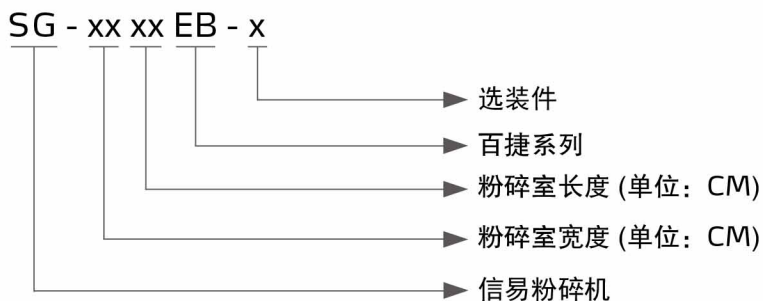 SG - xx xx EB - x
选装件
百捷系列
粉碎室长度 (单位：CM)
粉碎室宽度 (单位：CM)
信易粉碎机